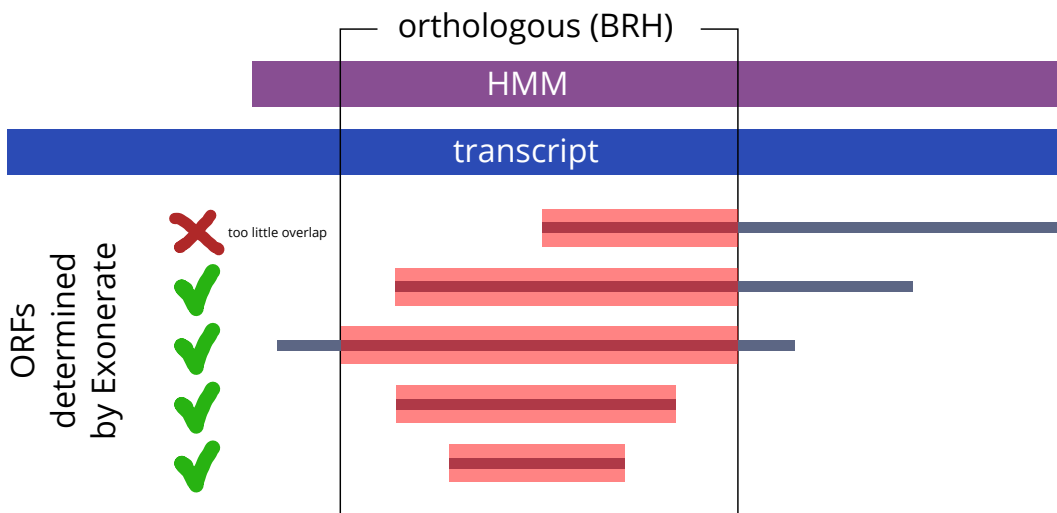 orthologous (BRH)
HMM
transcript
too little overlap
ORFs
determined
by Exonerate